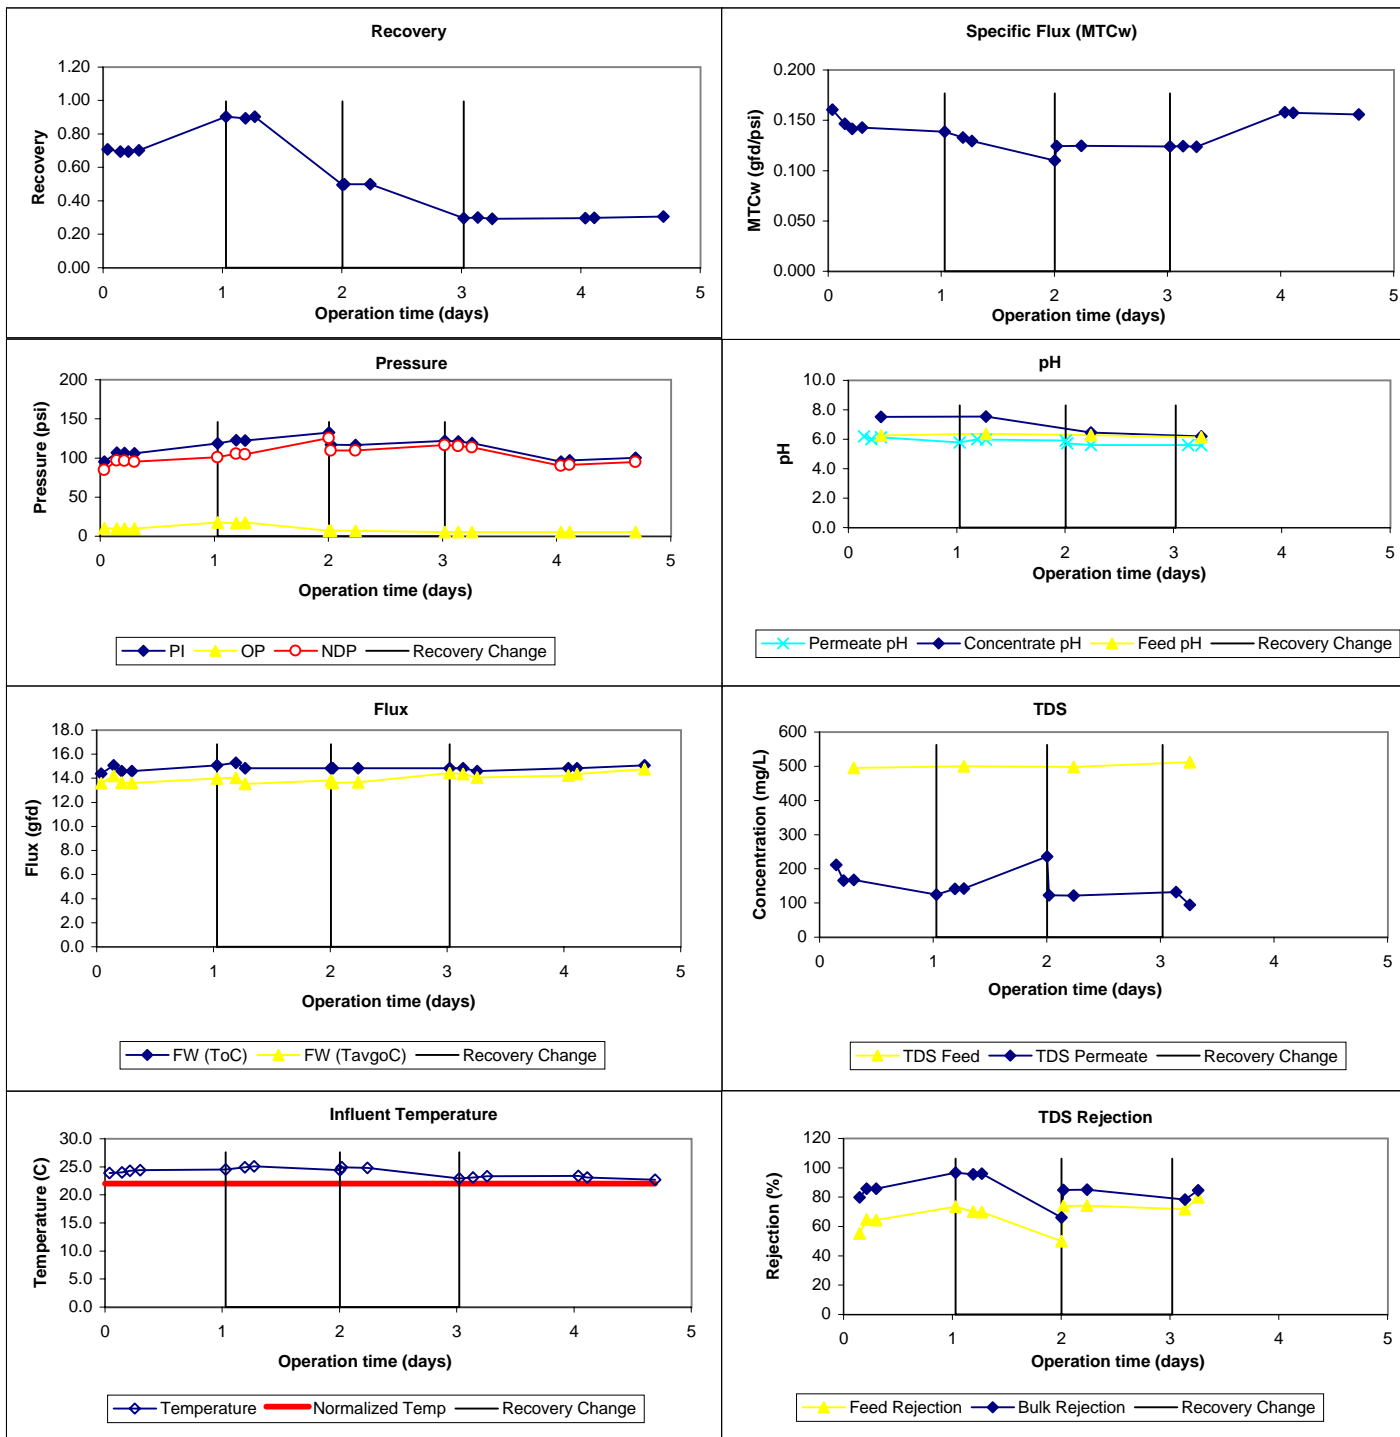 Recovery
Recovery
1.20
1.00
0.80
0.60
0.40
0.20
0.00
0 1 2 3 4 5
Operation time (days)
Specific Flux (MTCw)
MTCw (gfd/psi)
0.200
0.150
0.100
0.050
0.000
0 1 2 3 4 5
Operation time (days)
Pressure
Pressure (psi)
200
150
100
50
0
0 1 2 3 4 5
Operation time (days)
PI OP NDP Recovery Change
pH
pH
10.0
8.0
6.0
4.0
2.0
0.0
0 1 2 3 4 5
Operation time (days)
Permeate pH Concentrate pH Feed pH Recovery Change
Flux
Flux (gfd)
18.0
16.0
14.0
12.0
10.0
8.0
6.0
4.0
2.0
0.0
0 1 2 3 4 5
Operation time (days)
FW (ToC) FW (TavgoC) Recovery Change
TDS
Concentration (mg/L)
600
500
400
300
200
100
0
0 1 2 3 4 5
Operation time (days)
TDS Feed TDS Permeate Recovery Change
Influent Temperature
Temperature (C)
30.0
25.0
20.0
15.0
10.0
5.0
0.0
0 1 2 3 4 5
Operation time (days)
Temperature Normalized Temp Recovery Change
TDS Rejection
Rejection (%)
120
100
80
60
40
20
0
0 1 2 3 4 5
Operation time (days)
Feed Rejection Bulk Rejection Recovery Change